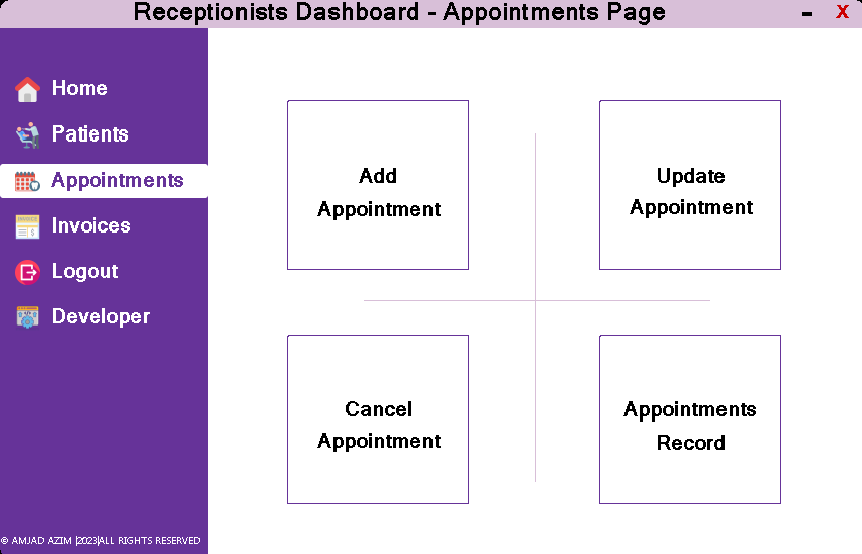 Receptionists Dashboard - Appointments Page
- X
Home
Patients
Appointments
Invoices
Logout
Developer
Add
Appointment
Update
Appointment
Cancel
Appointment
Appointments
Record
© AMJAD AZIM |2023|ALL RIGHTS RESERVED